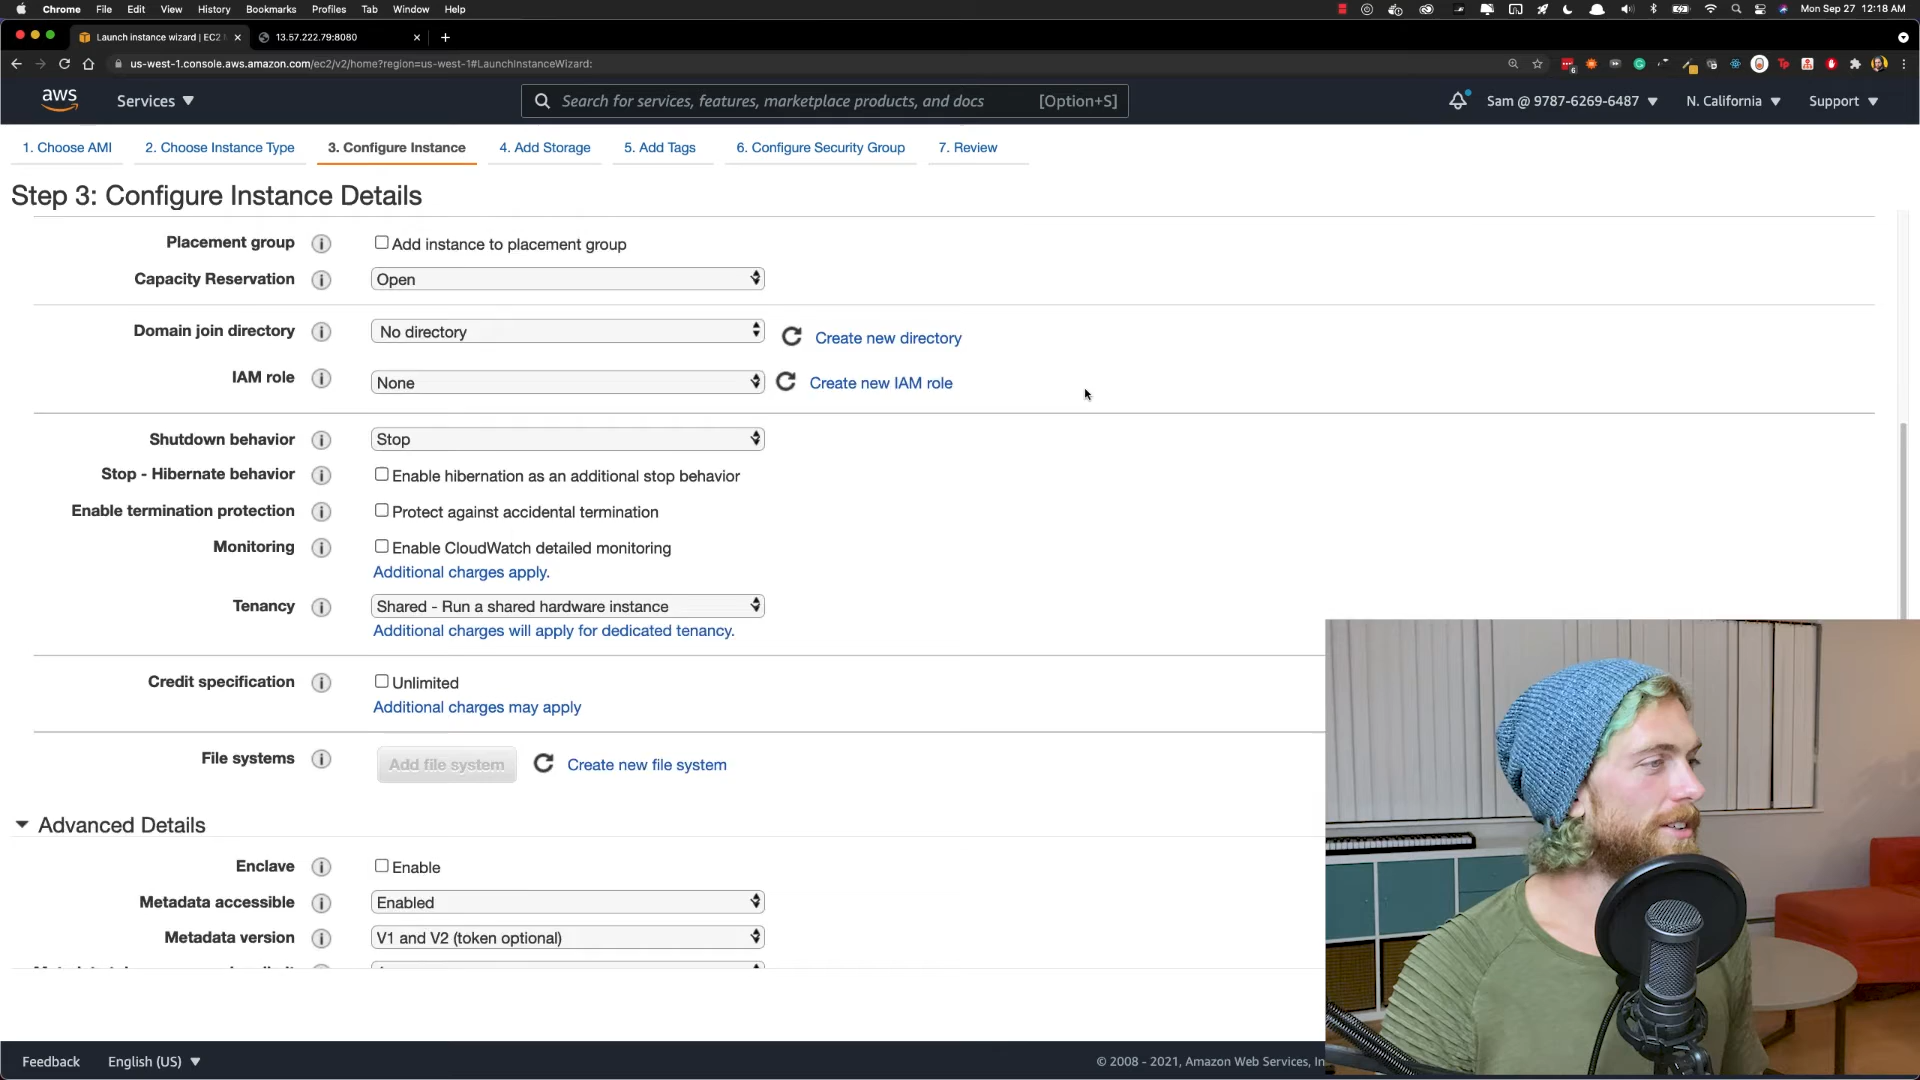 Chrome File Edit View History Bookmarks Profiles Tab Window Help Mon Sep 27 12:18 AM
Launch instance wizard | EC2 13.57.222.79:8080
us-west-1.console.aws.amazon.com/ec2/v2/home?region=us-west-1#LaunchInstanceWizard:
aws Services Search for services, features, marketplace products, and docs [Option+S] Sam @ 9787-6269-6487 N. California Support
1. Choose AMI 2. Choose Instance Type 3. Configure Instance 4. Add Storage 5. Add Tags 6. Configure Security Group 7. Review
Step 3: Configure Instance Details
Placement group Add instance to placement group
Capacity Reservation Open
Domain join directory No directory Create new directory
IAM role None Create new IAM role
Shutdown behavior Stop
Stop - Hibernate behavior Enable hibernation as an additional stop behavior
Enable termination protection Protect against accidental termination
Monitoring Enable CloudWatch detailed monitoring
Additional charges apply.
Tenancy Shared - Run a shared hardware instance
Additional charges will apply for dedicated tenancy.
Credit specification Unlimited
Additional charges may apply
File systems Add file system Create new file system
Advanced Details
Enclave Enable
Metadata accessible Enabled
Metadata version V1 and V2 (token optional)
Feedback English (US) © 2008 - 2021, Amazon Web Services, In